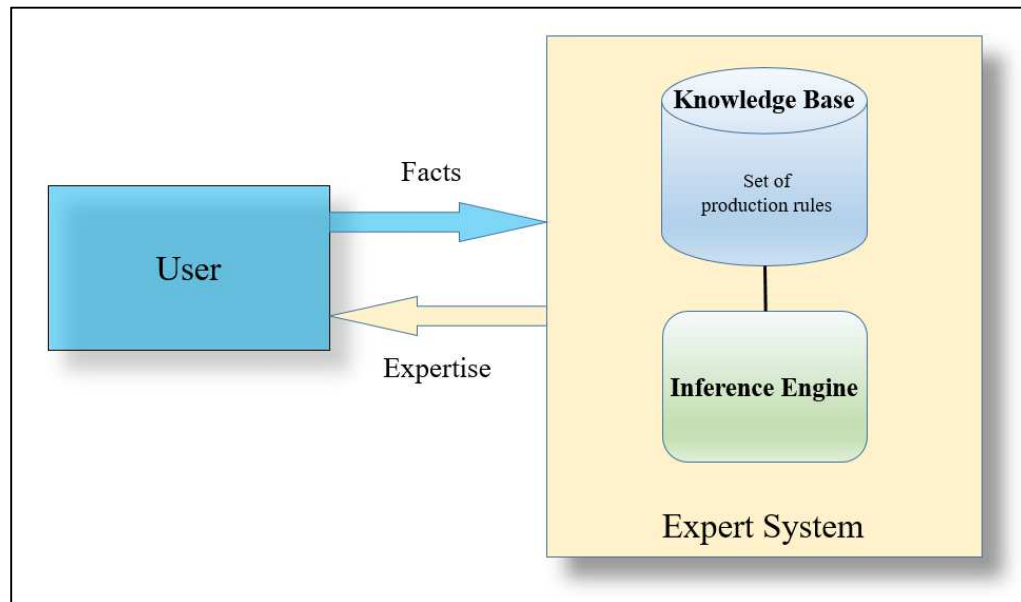 Knowledge Base
Set of
production rules
Facts
User
Expertise
Inference Engine
Expert System